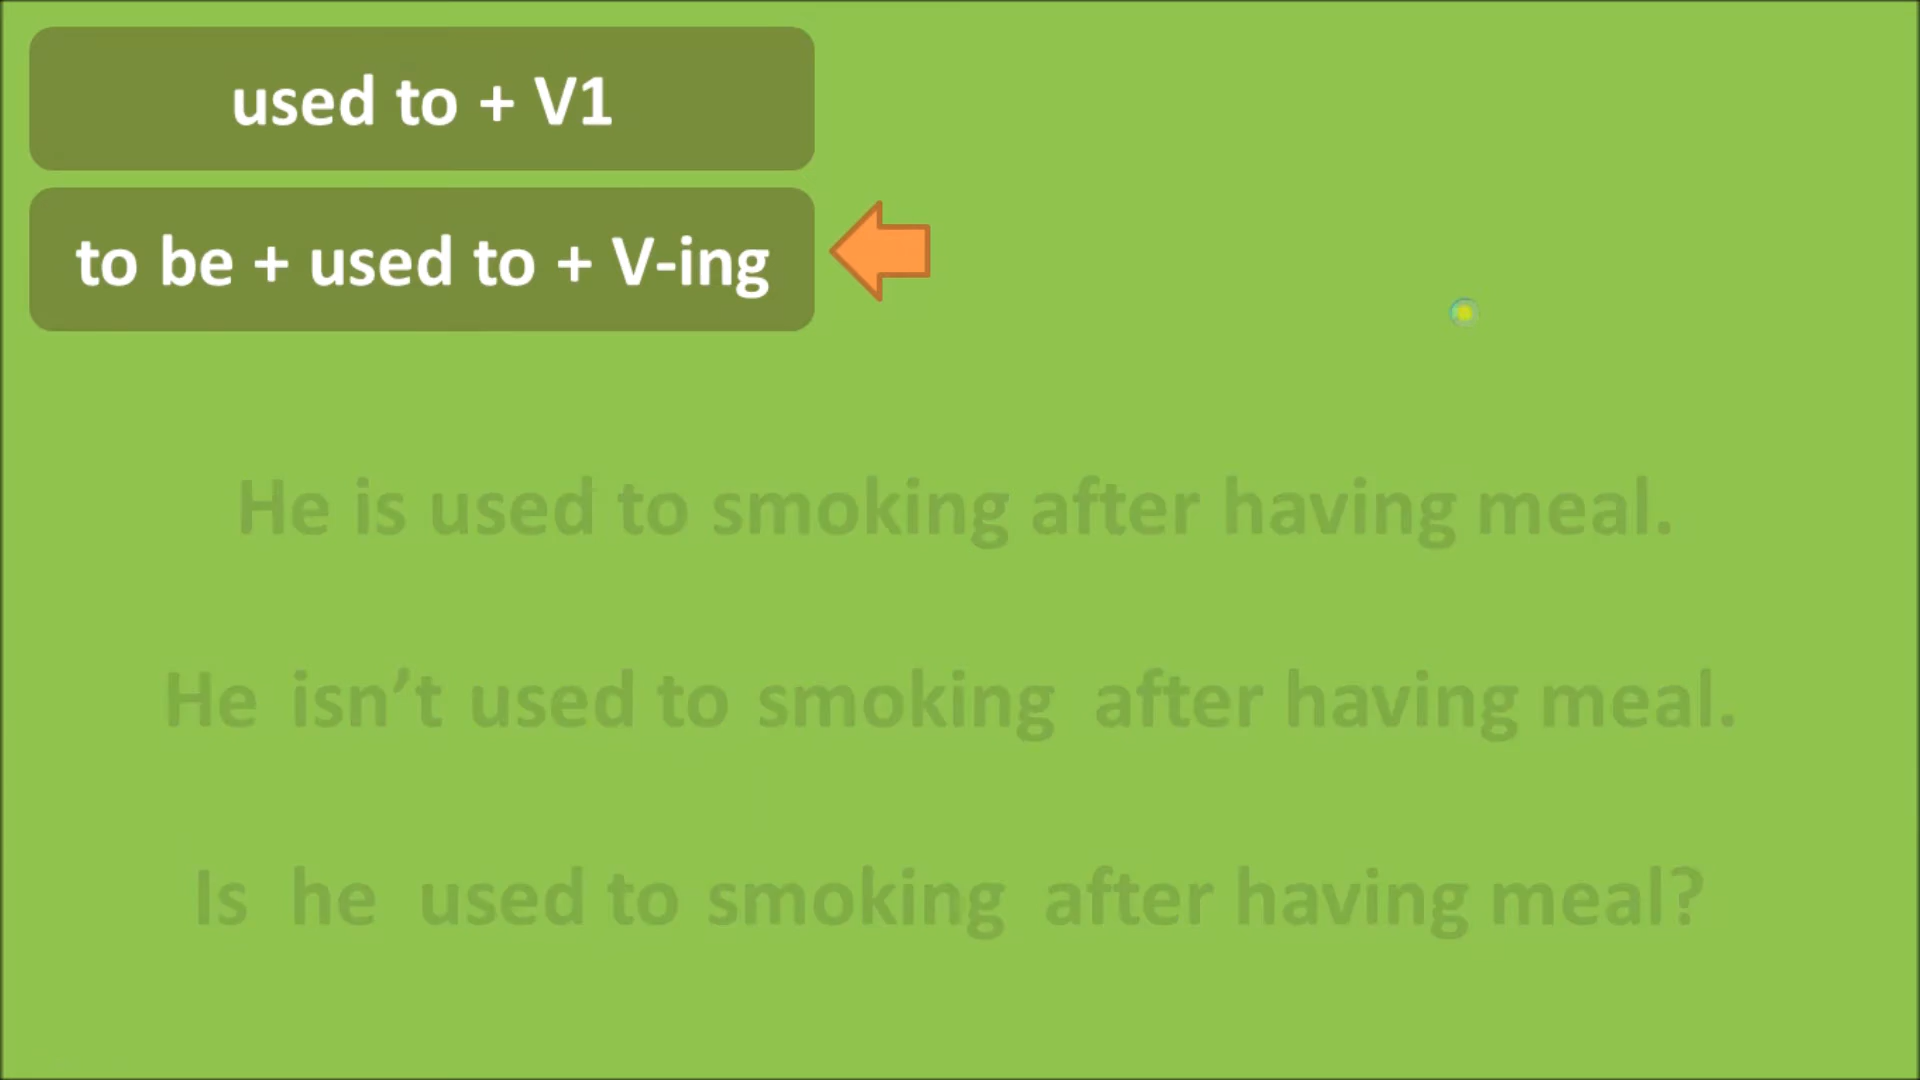 used to + V1
to be + used to + V-ing
He is used to smoking after having meal.
He isn’t used to smoking after having meal.
Is he used to smoking after having meal?